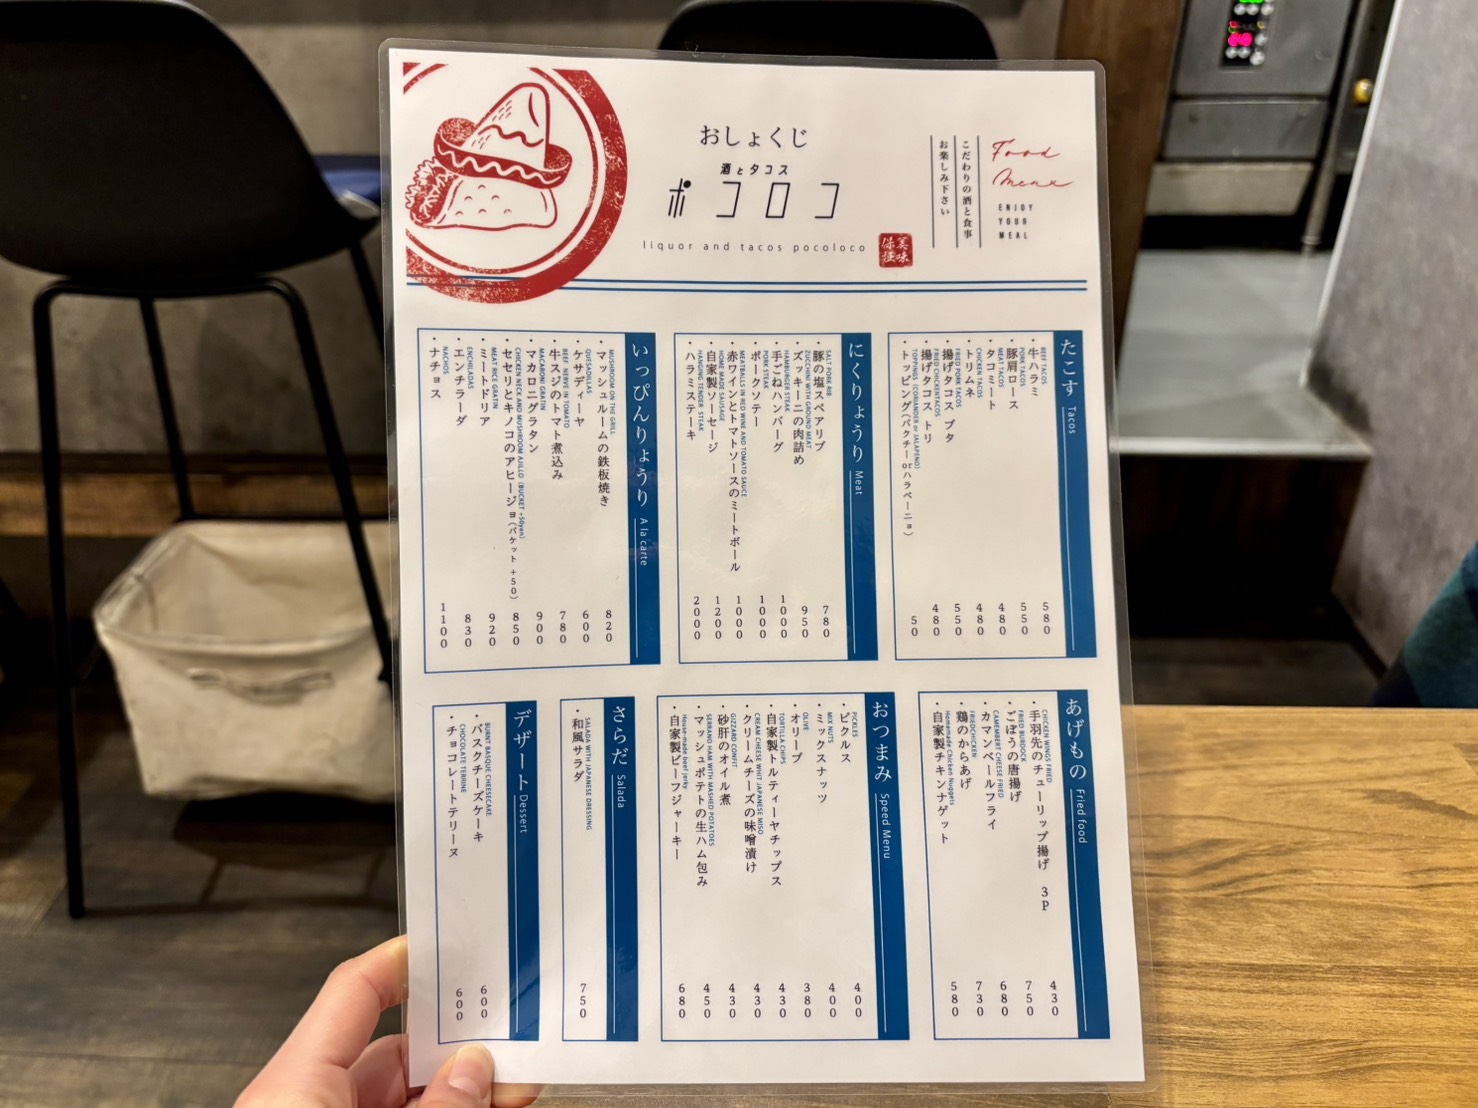 おしょくじ
酒とタコス
ポコロコ
liquor and tacos pocoloco
美味
保証
Food
Menu
ENJOY
YOUR
MEAL
こだわりの酒と食事
お楽しみ下さい
たこす Tacos
BEEF TACOS
・牛ハラミ 580
PORK TACOS
・豚肩ロース 550
MEAT TACOS
・タコミート 480
CHICKEN TACOS
・トリムネ 480
FRIED PORK TACOS
・揚げタコス ブタ 550
FRIED CHICKENTACOS
・揚げタコス トリ 480
TOPPINGS (CORIANDER or JALAPENO)
・トッピング(パクチーorハラペーニョ) 50
にくりょうり Meat
SALT PORK RIB
・豚の塩スペアリブ 780
ZUCCHINI WITH GROUND MEAT
・ズッキーニの肉詰め 950
HAMBURGER STEAK
・手ごねハンバーグ 1000
PORK STEAK
・ポークソテー 1000
MEATBALLS IN RED WINE AND TOMATO SAUCE
・赤ワインとトマトソースのミートボール 1000
HOME MADE SAUSAGE
・自家製ソーセージ 1200
HANGING TENDER STEAK
・ハラミステーキ 2000
いっぴんりょうり A la carte
MUSHROOM ON THE GRILL
・マッシュルームの鉄板焼き 820
QUESADILLAS
・ケサディーヤ 600
BEEF NERVE IN TOMATO
・牛スジのトマト煮込み 780
MACARONI GRATIN
・マカロニグラタン 900
CHICKEN NECK AND MUSHROOM AJILLO (BUCKET +50yen)
・セセリとキノコのアヒージョ(バケット +50) 850
MEAT RICE GRATIN
・ミートドリア 920
ENCHILADAS
・エンチラーダ 830
NACHOS
・ナチョス 1100
あげもの Fried food
CHICKEN WINGS FRIED
・手羽先のチューリップ揚げ 3P 430
FRIED BURDOCK
・ごぼうの唐揚げ 750
CAMEMBERT CHEESE FRIED
・カマンベールフライ 680
FRIEDCHICKEN
・鶏のからあげ 730
Homemade Chicken Nuggets
・自家製チキンナゲット 580
おつまみ Speed Menu
PICKLES
・ピクルス 400
MIX NUTS
・ミックスナッツ 400
OLIVE
・オリーブ 380
TORTILLA CHIPS
・自家製トルティーヤチップス 430
CREAM CHEESE WHIT JAPANESE MISO
・クリームチーズの味噌漬け 430
GIZZARD CONFIT
・砂肝のオイル煮 430
SERRANO HAM WITH MASHED POTATOES
・マッシュポテトの生ハム包み 450
House-made beef jerky
・自家製ビーフジャーキー 680
さらだ Salada
SALADA WITH JAPANESE DRESSING
・和風サラダ 750
デザート Dessert
BURNT BASQUE CHEESECAKE
・バスクチーズケーキ 600
CHOCOLATE TERRINE
・チョコレートテリーヌ 600